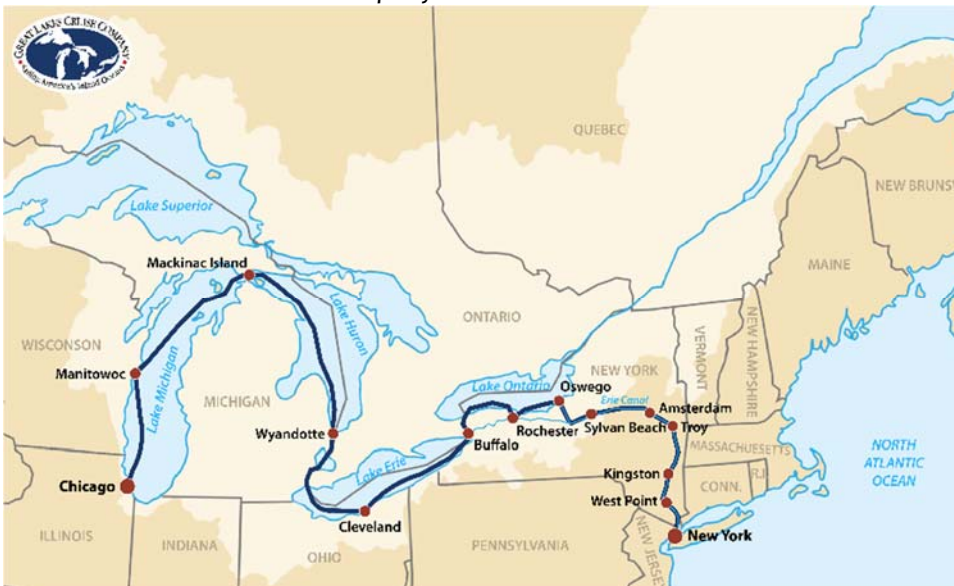 GREAT LAKES CRUISE COMPANY
QUEBEC
NEW BRUNSW
Lake Superior
Mackinac Island
MAINE
Lake Huron
ONTARIO
WISCONSIN
VERMONT
NEW HAMPSHIRE
Manitowoc
Lake Michigan
MICHIGAN
NEW YORK
Lake Ontario
Oswego
Erie Canal
Amsterdam
Wyandotte
Rochester
Sylvan Beach
Troy
Buffalo
MASSACHUSETTS
NORTH
ATLANTIC
OCEAN
Lake Erie
Kingston
CONN.
R.I.
Chicago
West Point
Cleveland
New York
ILLINOIS
INDIANA
OHIO
PENNSYLVANIA
NEW JERSEY